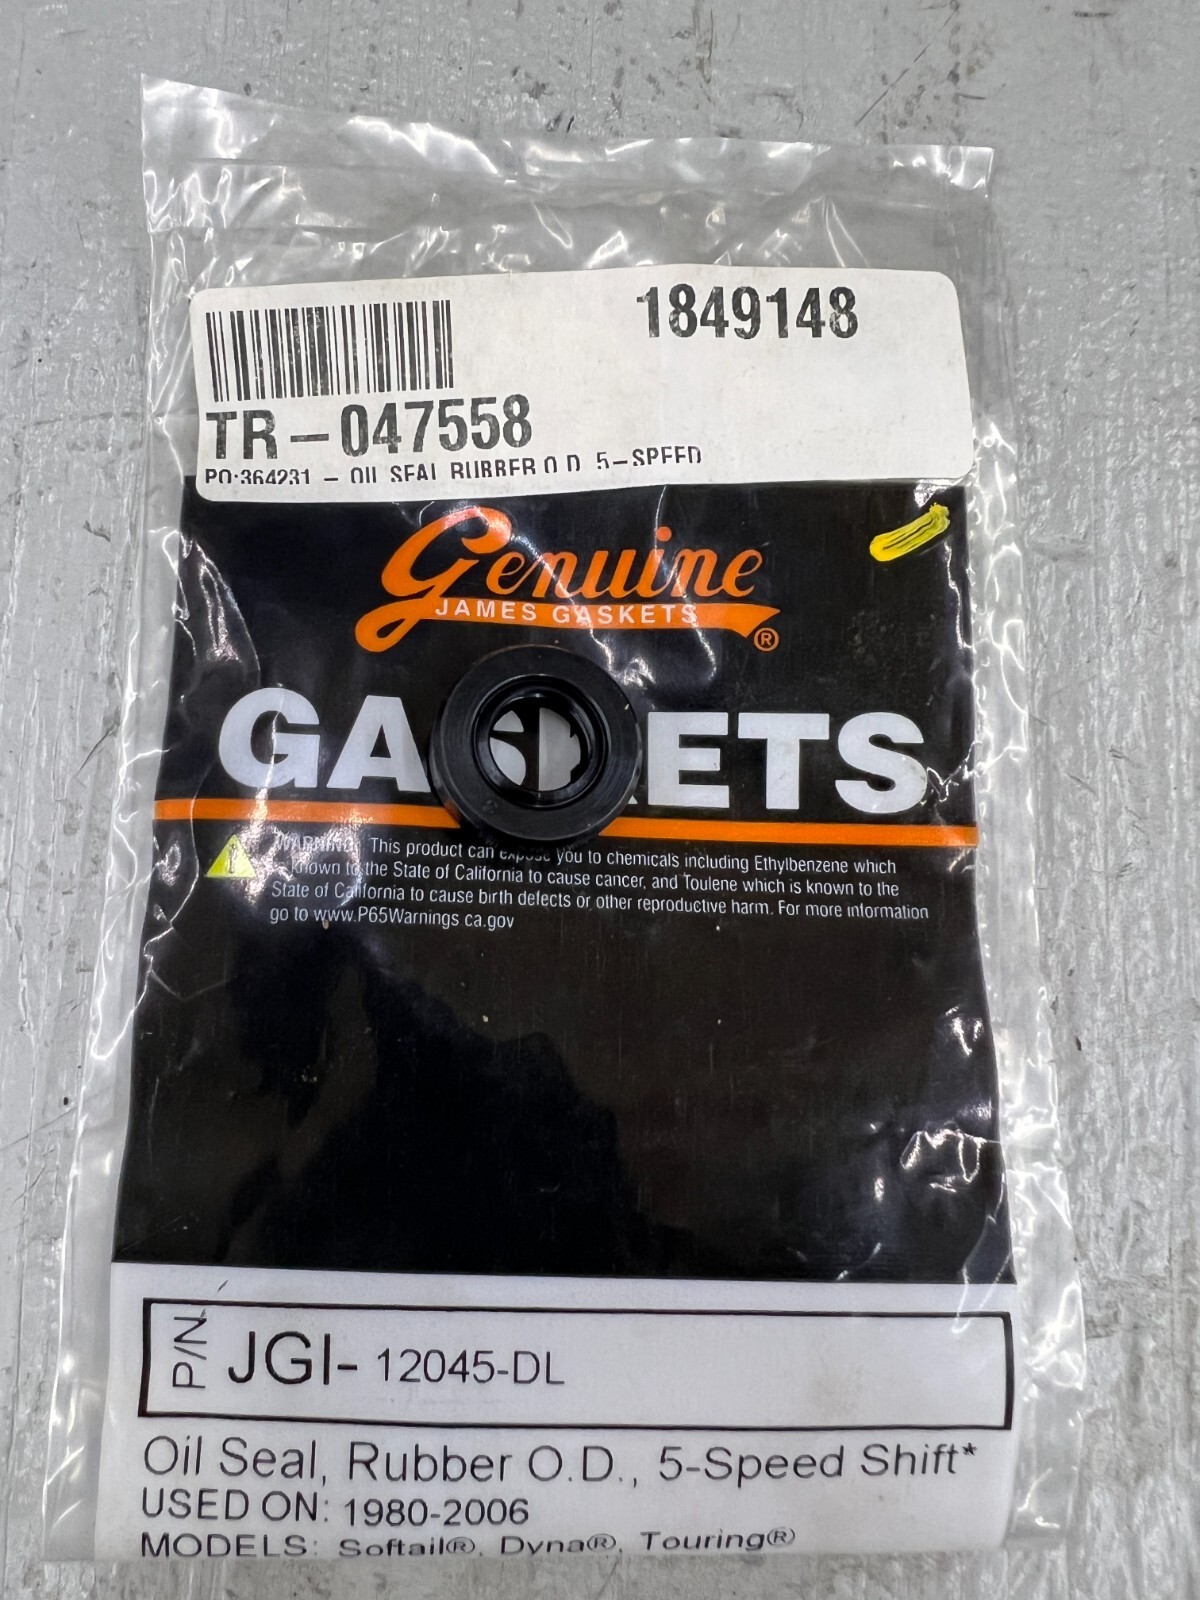 1849148
TR-047558
PO:364231 - OIL SEAL RUBBER O.D. 5-SPEED
Genuine
JAMES GASKETS
®
GASKETS
WARNING: This product can expose you to chemicals including Ethylbenzene which
is known to the State of California to cause cancer, and Toulene which is known to the
State of California to cause birth defects or other reproductive harm. For more information
go to www.P65Warnings ca.gov
P/N. JGI- 12045-DL
Oil Seal, Rubber O.D., 5-Speed Shift*
USED ON: 1980-2006
MODELS: Softail®, Dyna®, Touring®